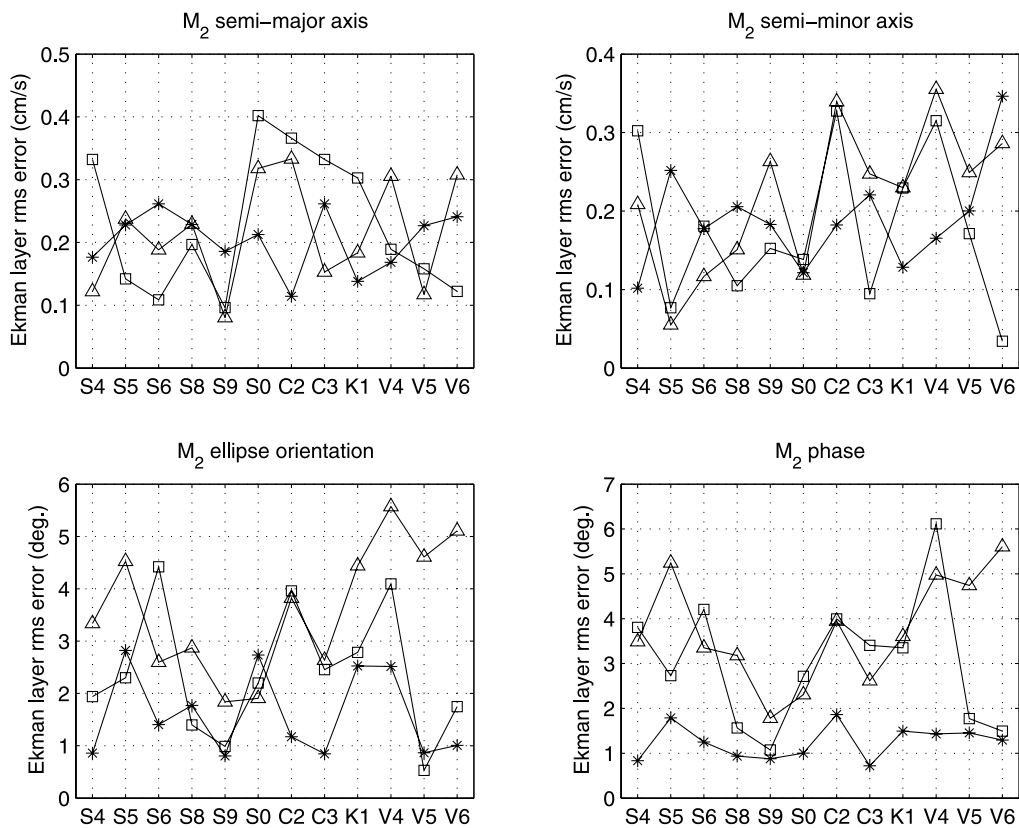 M2 semi-major axis
Ekman layer rms error (cm/s)
0.5
0.4
0.3
0.2
0.1
0
S4 S5 S6 S8 S9 S0 C2 C3 K1 V4 V5 V6
M2 semi-minor axis
Ekman layer rms error (cm/s)
0.4
0.3
0.2
0.1
0
S4 S5 S6 S8 S9 S0 C2 C3 K1 V4 V5 V6
M2 ellipse orientation
Ekman layer rms error (deg.)
6
5
4
3
2
1
0
S4 S5 S6 S8 S9 S0 C2 C3 K1 V4 V5 V6
M2 phase
Ekman layer rms error (deg.)
7
6
5
4
3
2
1
0
S4 S5 S6 S8 S9 S0 C2 C3 K1 V4 V5 V6